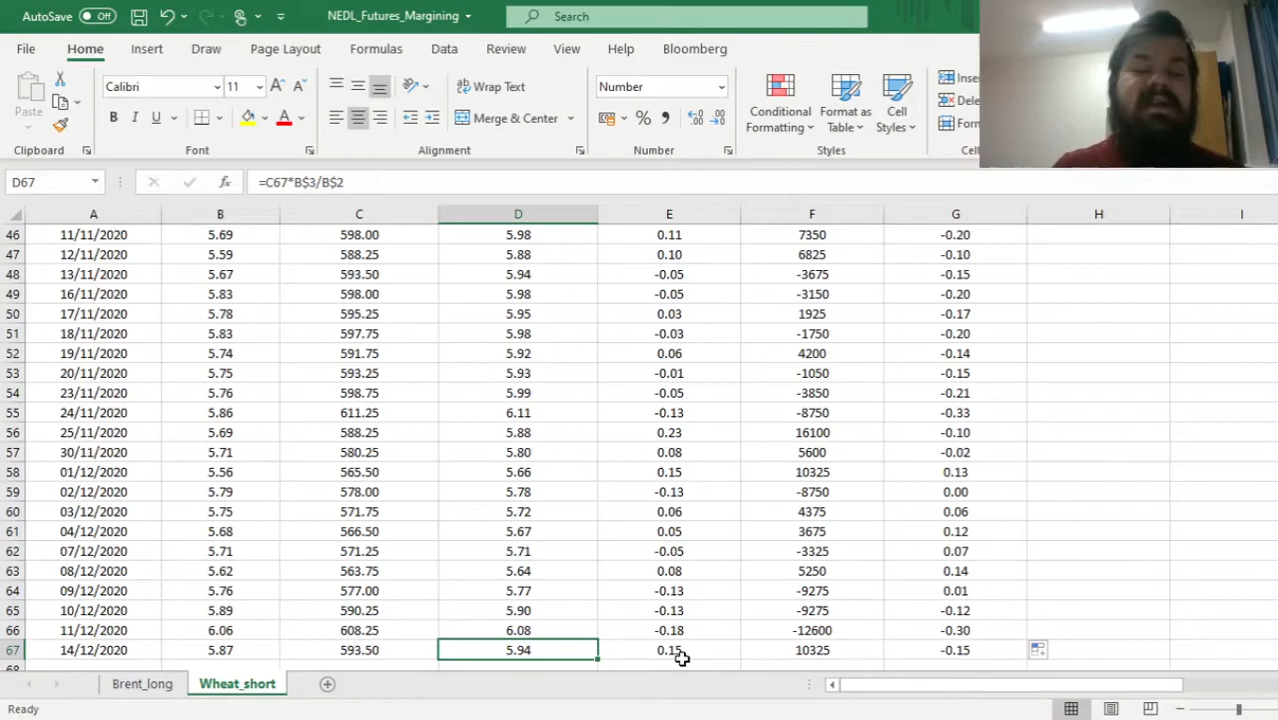 AutoSave Off NEDL_Futures_Margining Search
File Home Insert Draw Page Layout Formulas Data Review View Help Bloomberg
Paste Calibri 11 A A Wrap Text Number Conditional Formatting Format as Table Cell Styles Inse
B I U A Merge & Center % Dele
Form
Clipboard Font Alignment Number Styles Cel
D67 fx =C67*B$3/B$2
A B C D E F G H I
46 11/11/2020 5.69 598.00 5.98 0.11 7350 -0.20
47 12/11/2020 5.59 588.25 5.88 0.10 6825 -0.10
48 13/11/2020 5.67 593.50 5.94 -0.05 -3675 -0.15
49 16/11/2020 5.83 598.00 5.98 -0.05 -3150 -0.20
50 17/11/2020 5.78 595.25 5.95 0.03 1925 -0.17
51 18/11/2020 5.83 597.75 5.98 -0.03 -1750 -0.20
52 19/11/2020 5.74 591.75 5.92 0.06 4200 -0.14
53 20/11/2020 5.75 593.25 5.93 -0.01 -1050 -0.15
54 23/11/2020 5.76 598.75 5.99 -0.05 -3850 -0.21
55 24/11/2020 5.86 611.25 6.11 -0.13 -8750 -0.33
56 25/11/2020 5.69 588.25 5.88 0.23 16100 -0.10
57 30/11/2020 5.71 580.25 5.80 0.08 5600 -0.02
58 01/12/2020 5.56 565.50 5.66 0.15 10325 0.13
59 02/12/2020 5.79 578.00 5.78 -0.13 -8750 0.00
60 03/12/2020 5.75 571.75 5.72 0.06 4375 0.06
61 04/12/2020 5.68 566.50 5.67 0.05 3675 0.12
62 07/12/2020 5.71 571.25 5.71 -0.05 -3325 0.07
63 08/12/2020 5.62 563.75 5.64 0.08 5250 0.14
64 09/12/2020 5.76 577.00 5.77 -0.13 -9275 0.01
65 10/12/2020 5.89 590.25 5.90 -0.13 -9275 -0.12
66 11/12/2020 6.06 608.25 6.08 -0.18 -12600 -0.30
67 14/12/2020 5.87 593.50 5.94 0.15 10325 -0.15
68
Brent_long Wheat_short
Ready